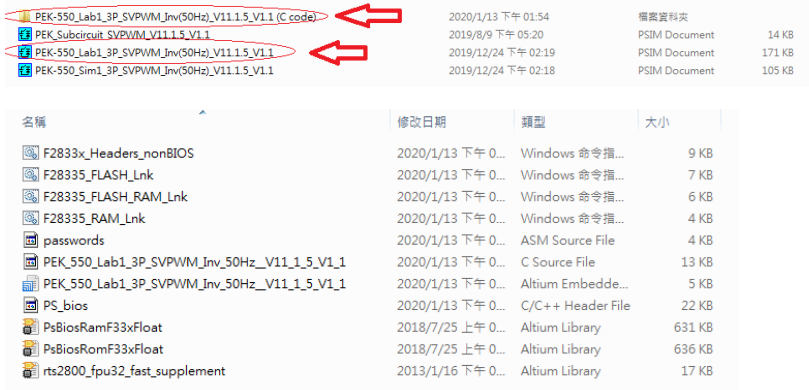 PEK-550_Lab1_3P_SVPWM_Inv(50Hz)_V11.1.5_V1.1 (C code) 2020/1/13 下午 01:54 檔案資料夾
PEK_Subcircuit_SVPWM_V11.1.5_V1.1 2019/8/9 下午 05:20 PSIM Document 14 KB
PEK-550_Lab1_3P_SVPWM_Inv(50Hz)_V11.1.5_V1.1 2019/12/24 下午 02:19 PSIM Document 171 KB
PEK-550_Sim1_3P_SVPWM_Inv(50Hz)_V11.1.5_V1.1 2019/12/24 下午 02:18 PSIM Document 105 KB
名稱 修改日期 類型 大小
F2833x_Headers_nonBIOS 2020/1/13 下午 0... Windows 命令指... 9 KB
F28335_FLASH_Lnk 2020/1/13 下午 0... Windows 命令指... 7 KB
F28335_FLASH_RAM_Lnk 2020/1/13 下午 0... Windows 命令指... 6 KB
F28335_RAM_Lnk 2020/1/13 下午 0... Windows 命令指... 4 KB
passwords 2020/1/13 下午 0... ASM Source File 4 KB
PEK_550_Lab1_3P_SVPWM_Inv_50Hz__V11_1_5_V1_1 2020/1/13 下午 0... C Source File 13 KB
PEK_550_Lab1_3P_SVPWM_Inv_50Hz__V11_1_5_V1_1 2020/1/13 下午 0... Altium Embedde... 5 KB
PS_bios 2020/1/13 下午 0... C/C++ Header File 22 KB
PsBiosRamF33xFloat 2018/7/25 上午 0... Altium Library 631 KB
PsBiosRomF33xFloat 2018/7/25 上午 0... Altium Library 636 KB
rts2800_fpu32_fast_supplement 2013/1/16 下午 0... Altium Library 17 KB